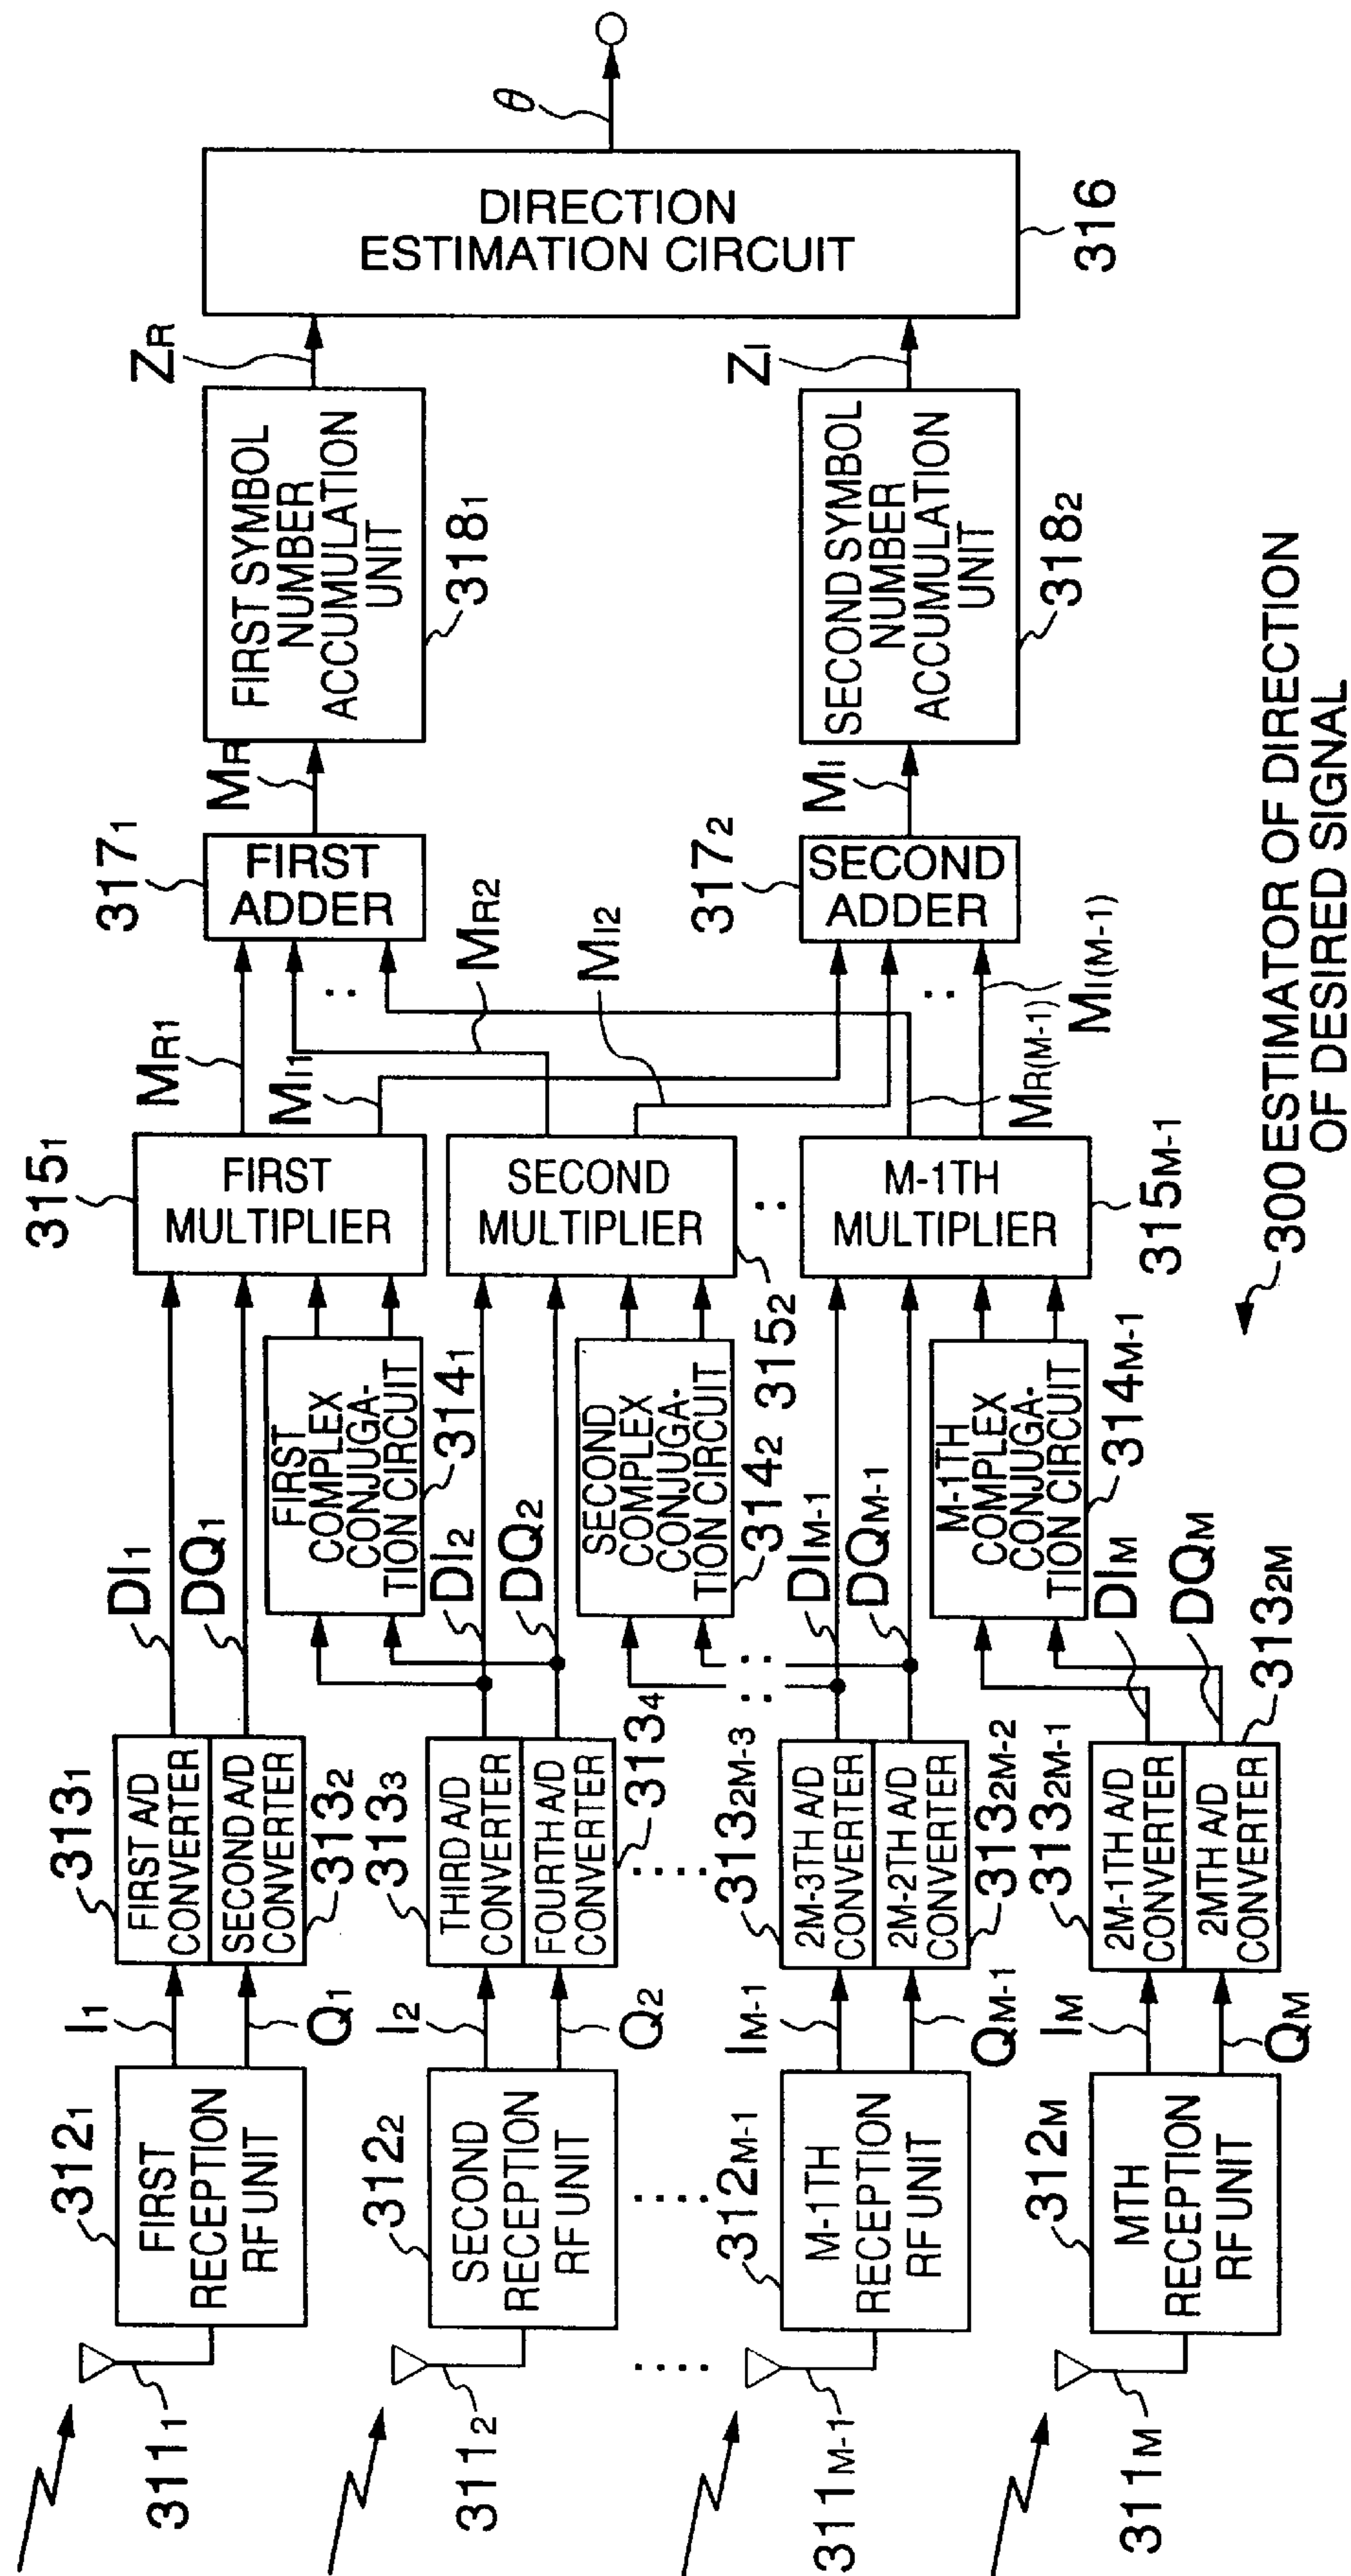 311₁
311₂
311M-1
311M
312₁
FIRST
RECEPTION
RF UNIT
312₂
SECOND
RECEPTION
RF UNIT
312M-1
M-1TH
RECEPTION
RF UNIT
312M
MTH
RECEPTION
RF UNIT
I₁
Q₁
I₂
Q₂
IM-1
QM-1
IM
QM
313₁
FIRST A/D
CONVERTER
SECOND A/D
CONVERTER
313₂
313₃
THIRD A/D
CONVERTER
FOURTH A/D
CONVERTER
313₄
313₂M-3
2M-3TH A/D
CONVERTER
2M-2TH A/D
CONVERTER
313₂M-2
313₂M-1
2M-1TH A/D
CONVERTER
2MTH A/D
CONVERTER
313₂M
DI₁
DQ₁
DI₂
DQ₂
DIM-1
DQM-1
DIM
DQM
FIRST
COMPLEX
CONJUGA-
TION CIRCUIT
314₁
SECOND
COMPLEX
CONJUGA-
TION CIRCUIT
314₂
M-1TH
COMPLEX
CONJUGA-
TION CIRCUIT
314M-1
315₁
FIRST
MULTIPLIER
SECOND
MULTIPLIER
315₂
M-1TH
MULTIPLIER
315M-1
MR1
MI1
MR2
MI2
MR(M-1)
MI(M-1)
317₁
FIRST
ADDER
317₂
SECOND
ADDER
MR
MI
FIRST SYMBOL
NUMBER
ACCUMULATION
UNIT
318₁
SECOND SYMBOL
NUMBER
ACCUMULATION
UNIT
318₂
ZR
ZI
DIRECTION
ESTIMATION CIRCUIT
316
θ
300 ESTIMATOR OF DIRECTION
OF DESIRED SIGNAL